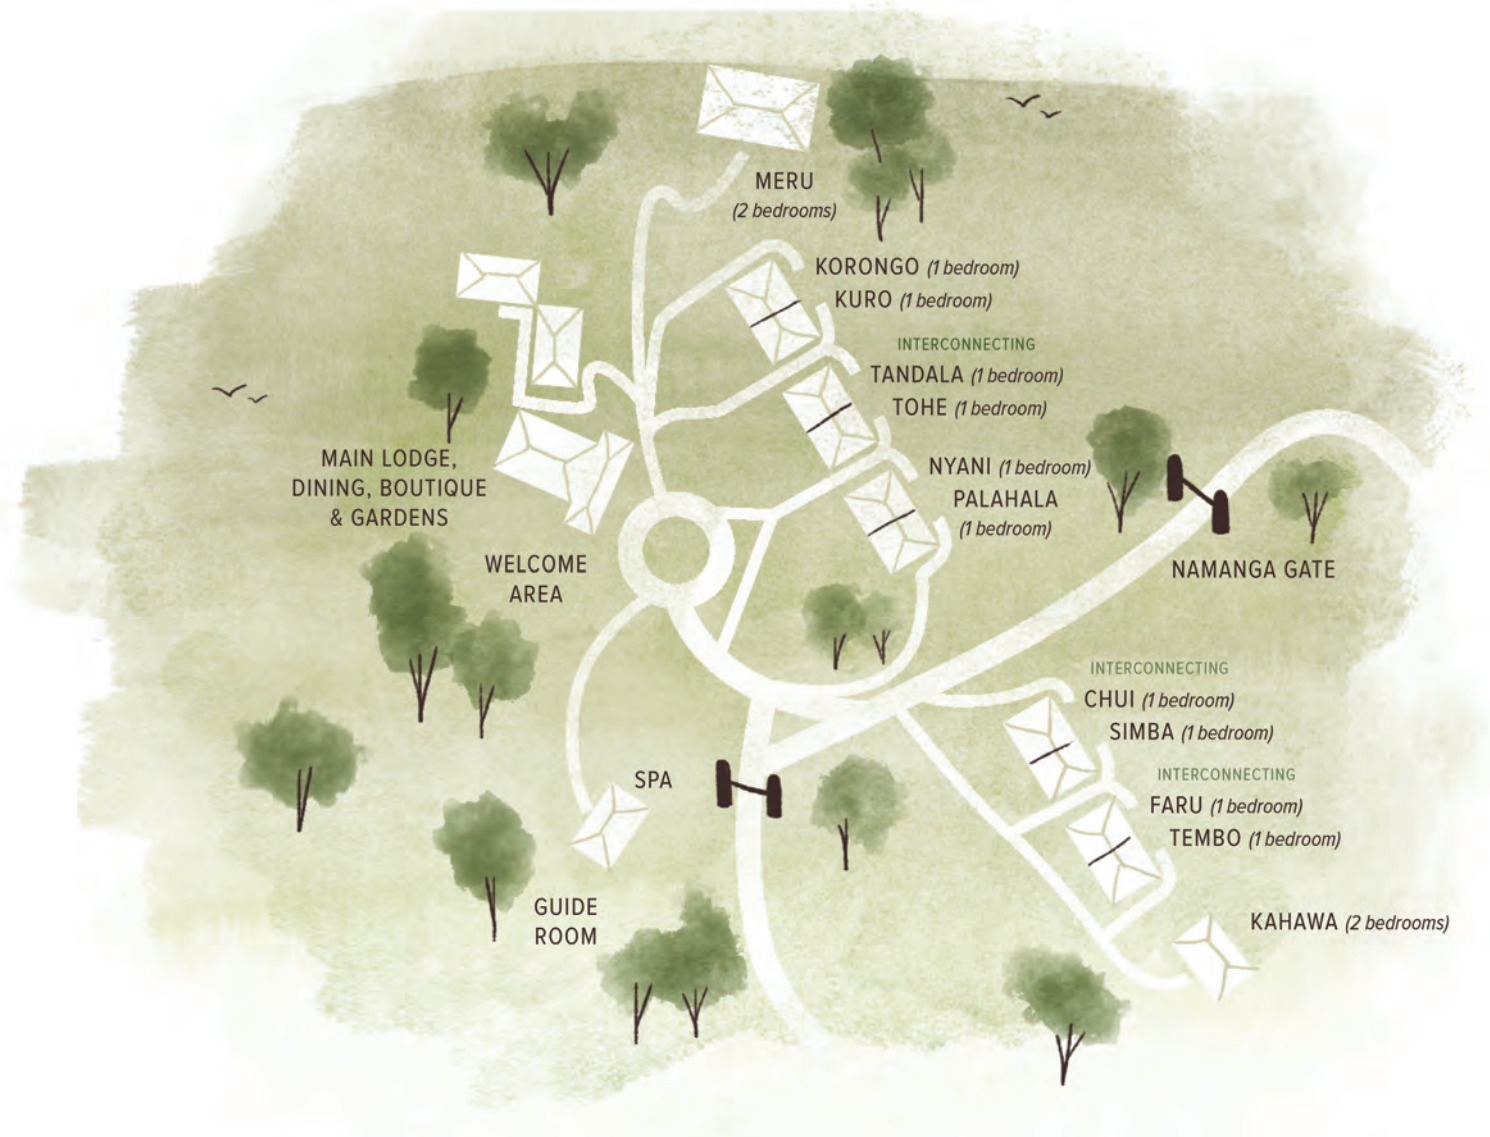 MERU
(2 bedrooms)
KORONGO (1 bedroom)
KURO (1 bedroom)
INTERCONNECTING
TANDALA (1 bedroom)
TOHE (1 bedroom)
NYANI (1 bedroom)
PALAHALA
(1 bedroom)
MAIN LODGE,
DINING, BOUTIQUE
& GARDENS
WELCOME
AREA
NAMANGA GATE
INTERCONNECTING
CHUI (1 bedroom)
SIMBA (1 bedroom)
INTERCONNECTING
FARU (1 bedroom)
TEMBO (1 bedroom)
SPA
GUIDE
ROOM
KAHAWA (2 bedrooms)